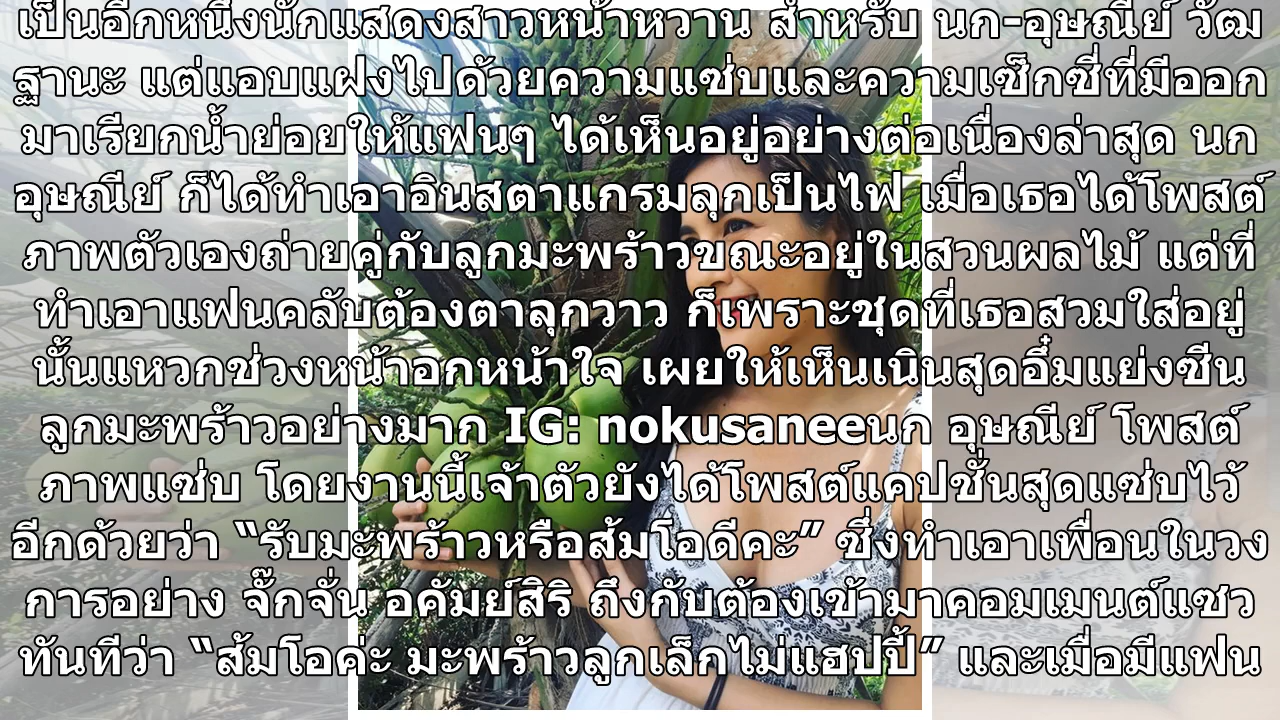 เป็นอีกหนึ่งนักแสดงสาวหน้าหวาน สำหรับ นก-อุษณีย์ วัฒ
ฐานะ แต่แอบแฝงไปด้วยความแซ่บและความเซ็กซี่ที่มีออก
มาเรียกน้ำย่อยให้แฟนๆ ได้เห็นอยู่อย่างต่อเนื่องล่าสุด นก
อุษณีย์ ก็ได้ทำเอาอินสตาแกรมลุกเป็นไฟ เมื่อเธอได้โพสต์
ภาพตัวเองถ่ายคู่กับลูกมะพร้าวขณะอยู่ในสวนผลไม้ แต่ที่
ทำเอาแฟนคลับต้องตาลุกวาว ก็เพราะชุดที่เธอสวมใส่อยู่
นั้นแหวกช่วงหน้าอกหน้าใจ เผยให้เห็นเนินสุดอึ๋มแย่งซีน
ลูกมะพร้าวอย่างมาก IG: nokusaneeนก อุษณีย์ โพสต์
ภาพแซ่บ โดยงานนี้เจ้าตัวยังได้โพสต์แคปชั่นสุดแซ่บไว้
อีกด้วยว่า “รับมะพร้าวหรือส้มโอดีคะ” ซึ่งทำเอาเพื่อนในวง
การอย่าง จั๊กจั่น อคัมย์สิริ ถึงกับต้องเข้ามาคอมเมนต์แซว
ทันทีว่า “ส้มโอค่ะ มะพร้าวลูกเล็กไม่แฮปปี้” และเมื่อมีแฟน